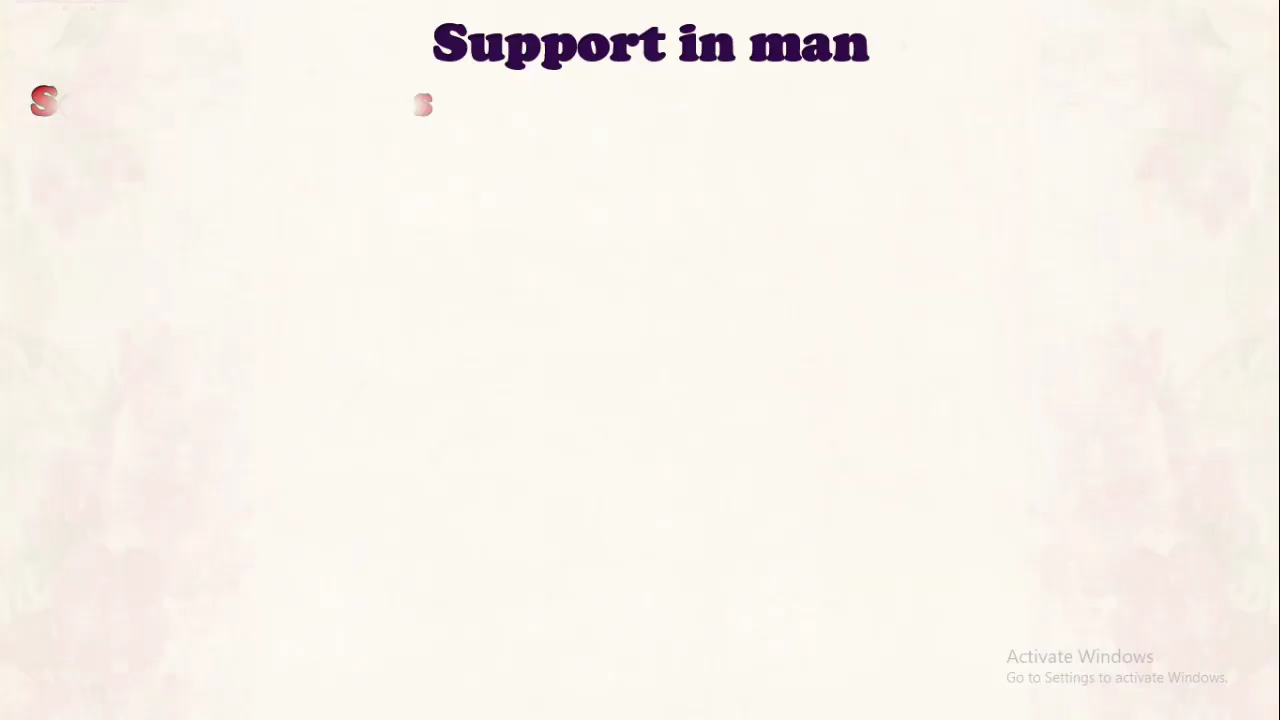 Support in man
S s
Activate Windows
Go to Settings to activate Windows.